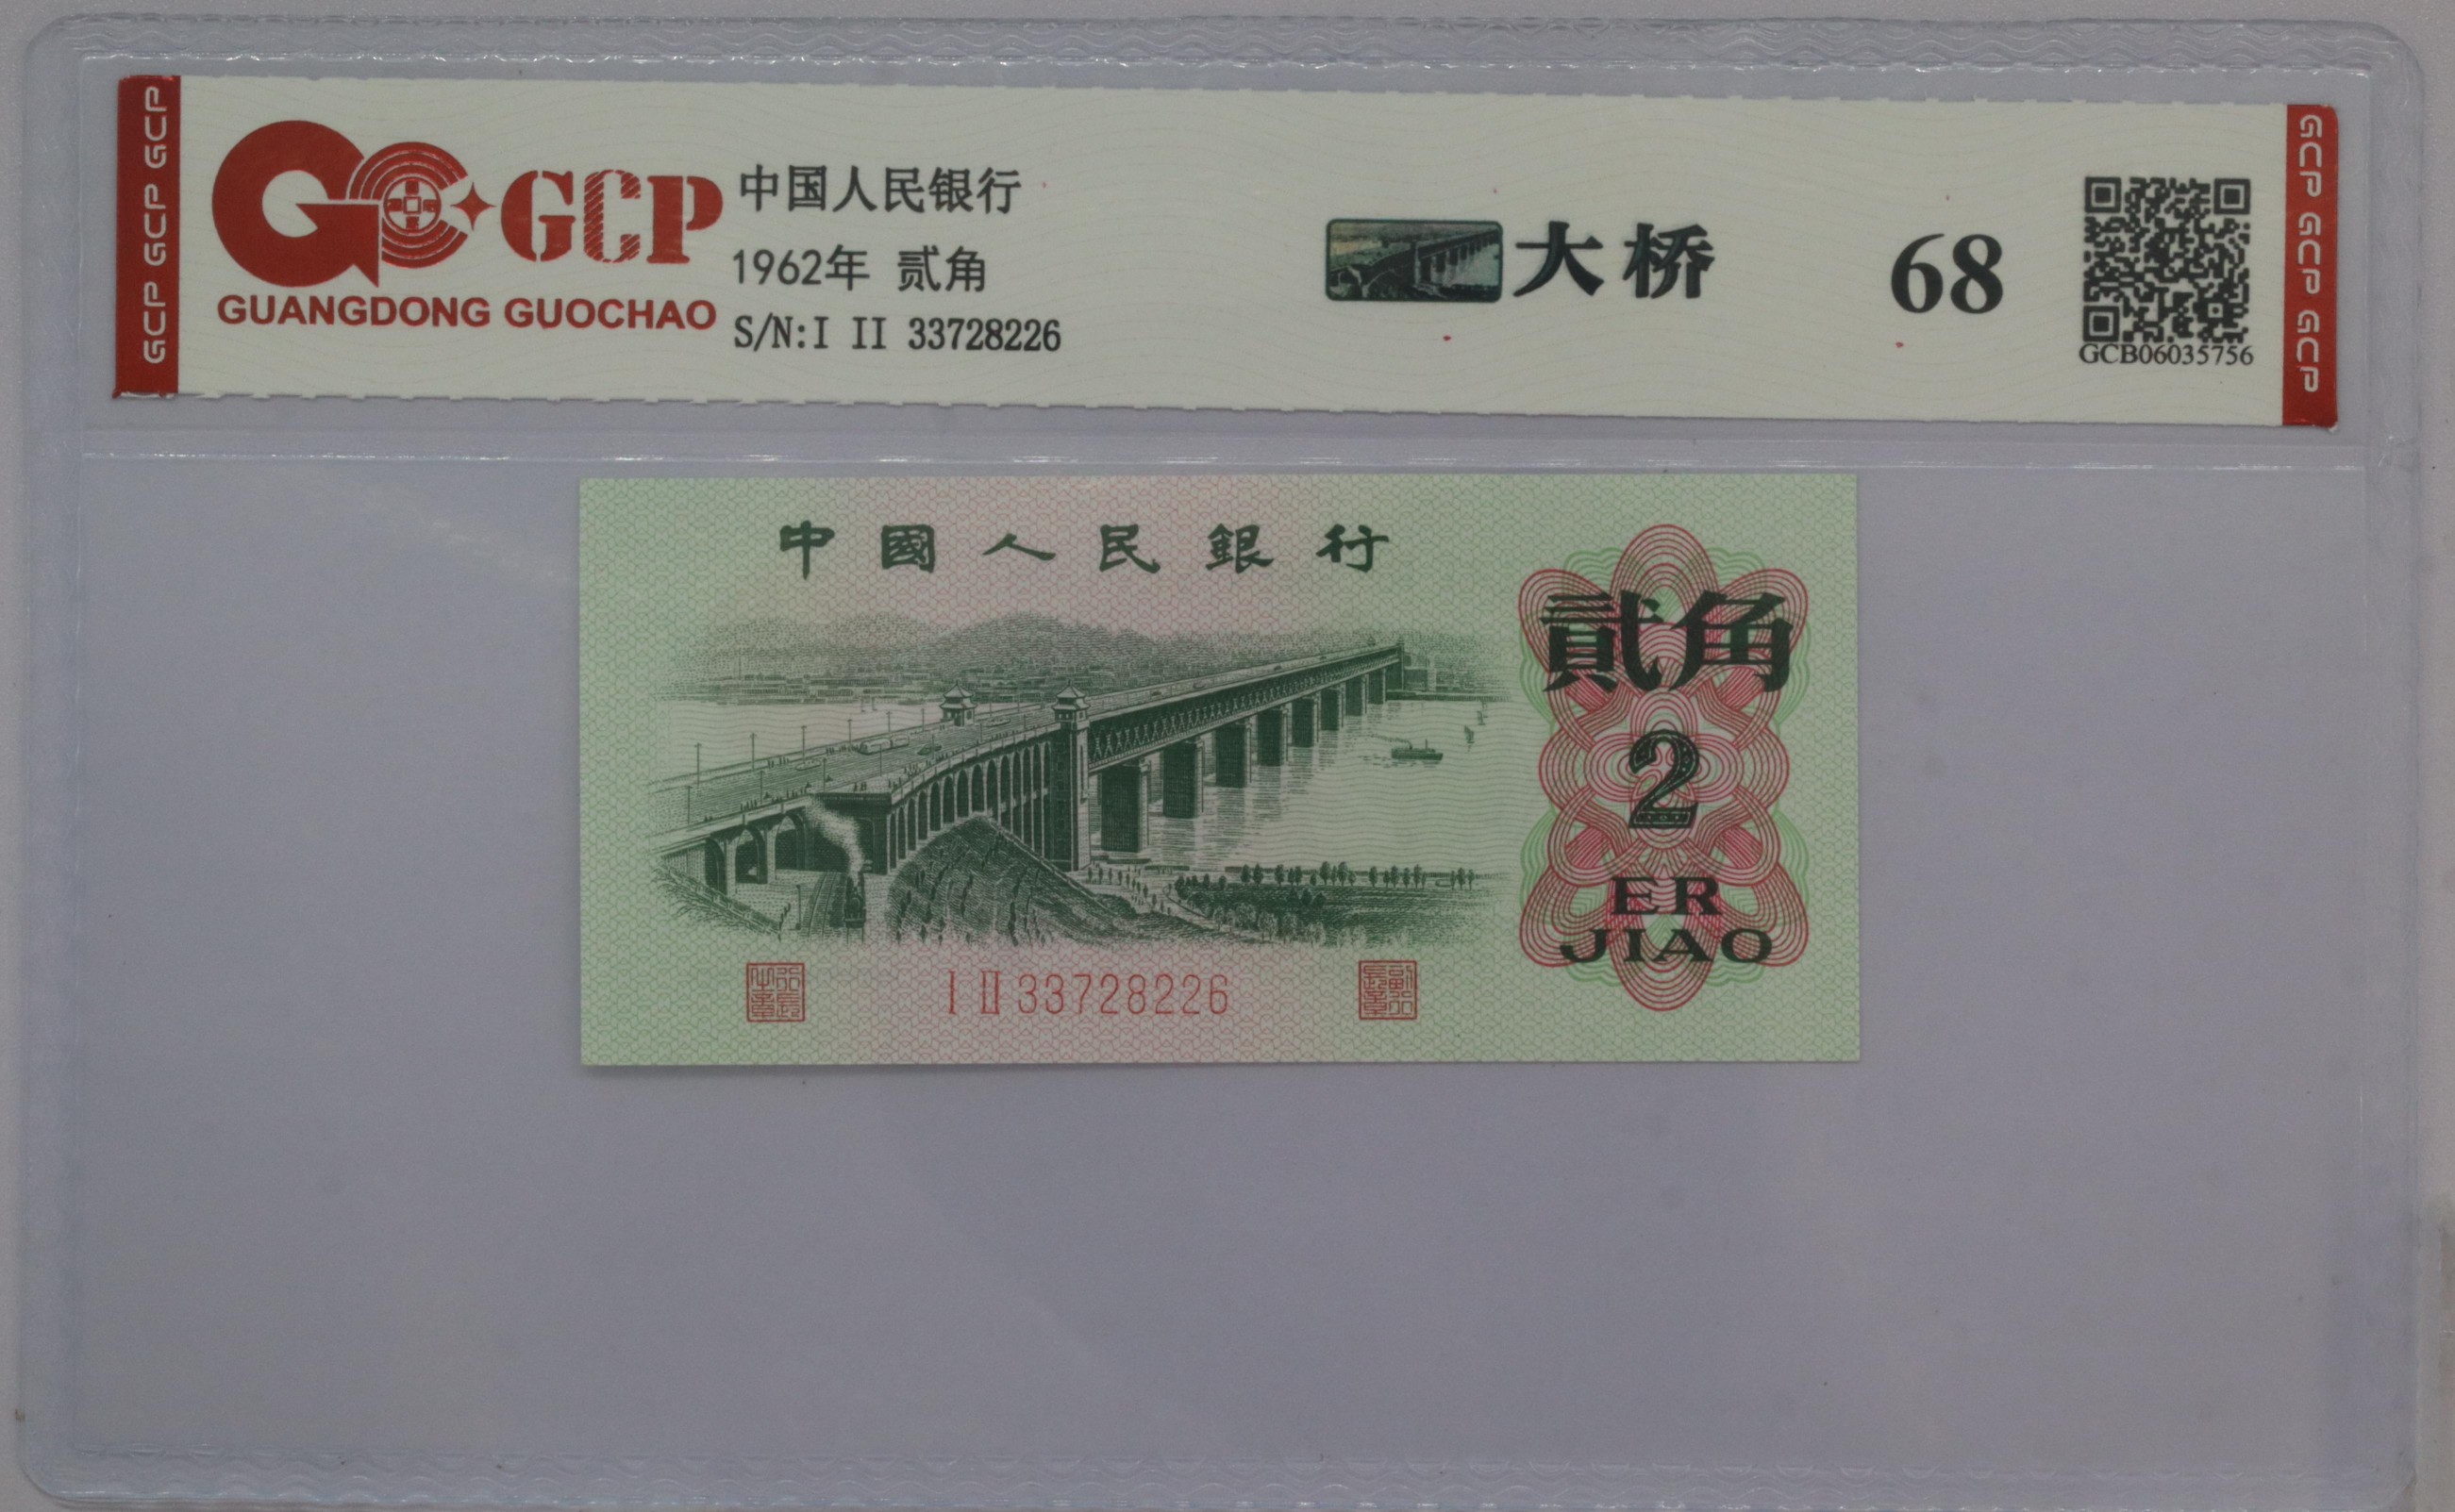 GCP GCP GCP
GCP
GUANGDONG GUOCHAO
中国人民银行
1962年 贰角
S/N:I II 33728226
大桥
68
GCB06035756
GCP GCP GCP
中國人民銀行
貳角
2
ER
JIAO
I II 33728226